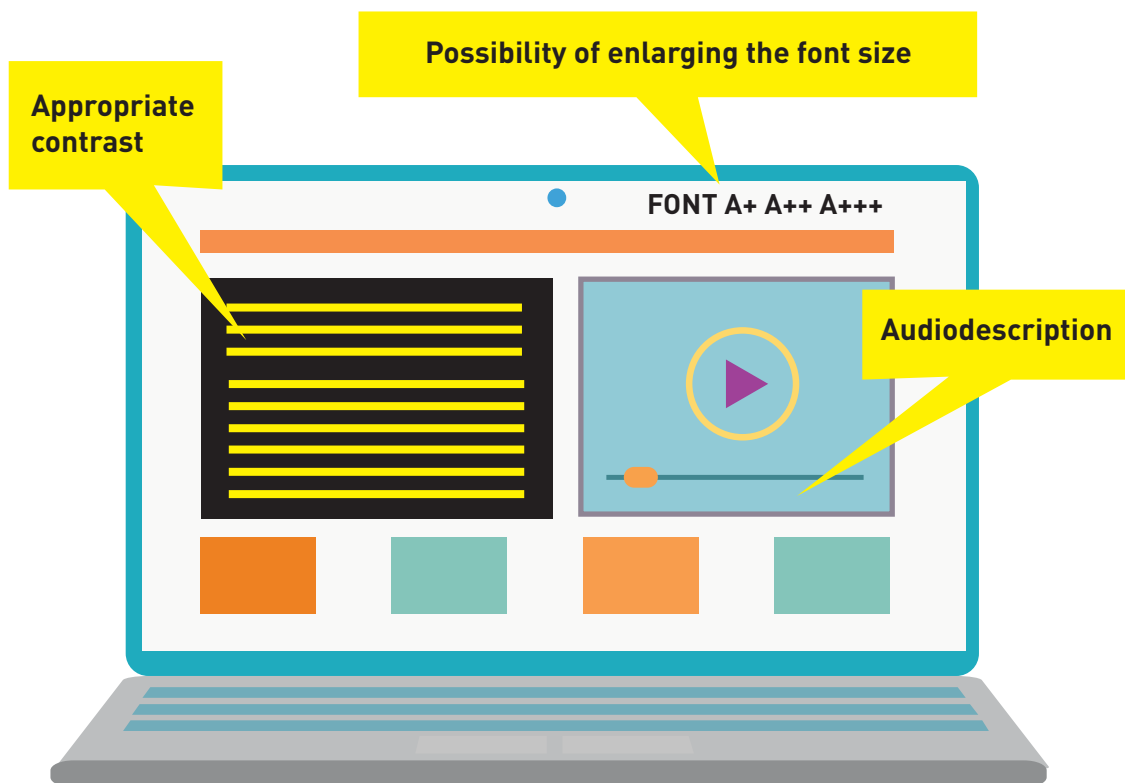 Possibility of enlarging the font size
Appropriate
contrast
FONT A+ A++ A+++
Audiodescription